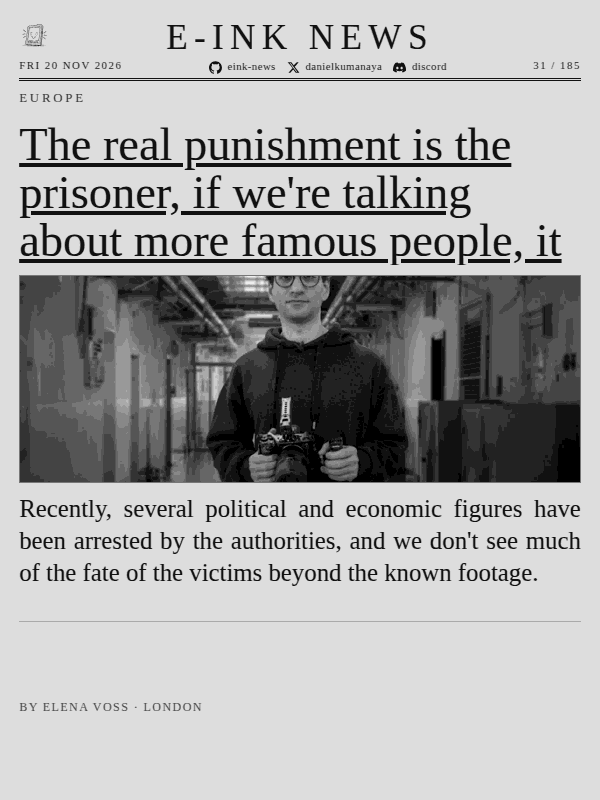 E-INK NEWS
FRI 20 NOV 2026
eink-news
danielkumanaya
discord
31 / 185
EUROPE
The real punishment is the
prisoner, if we're talking
about more famous people, it
Recently, several political and economic figures have
been arrested by the authorities, and we don't see much
of the fate of the victims beyond the known footage.
BY ELENA VOSS · LONDON